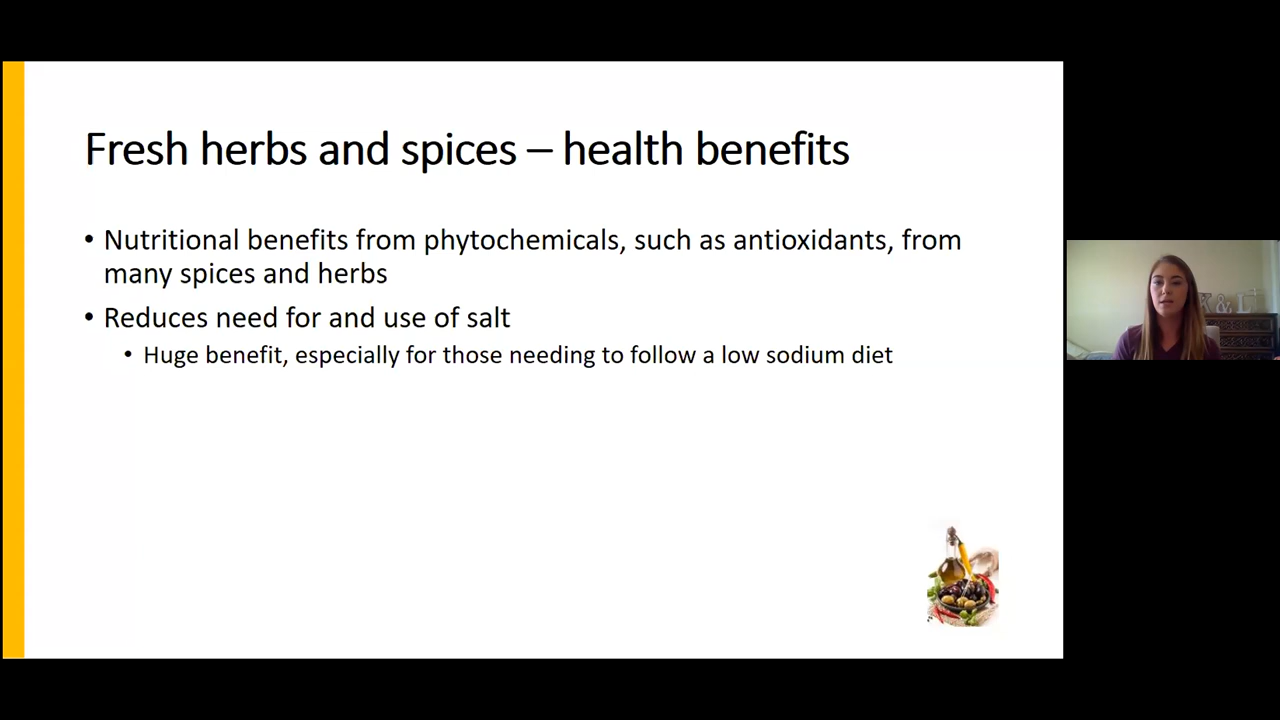 Fresh herbs and spices – health benefits
• Nutritional benefits from phytochemicals, such as antioxidants, from
many spices and herbs
• Reduces need for and use of salt
• Huge benefit, especially for those needing to follow a low sodium diet
K & L